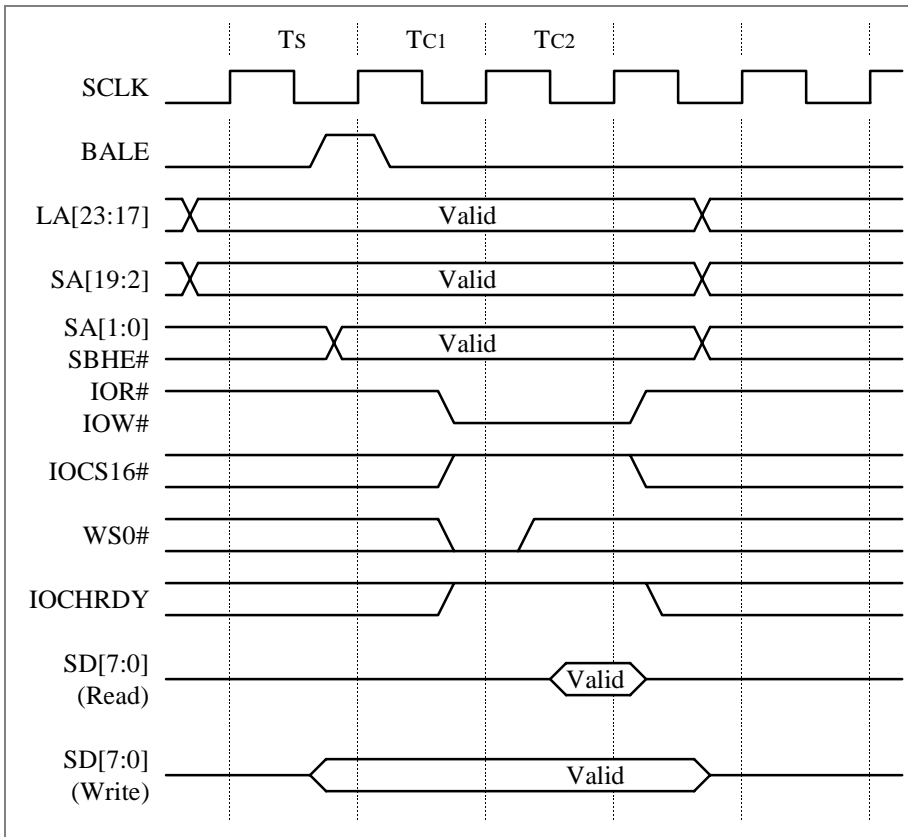 Ts Tc1 Tc2
SCLK
BALE
LA[23:17] Valid
SA[19:2] Valid
SA[1:0]
SBHE# Valid
IOR#
IOW#
IOCS16#
WS0#
IOCHRDY
SD[7:0]
(Read) Valid
SD[7:0]
(Write) Valid